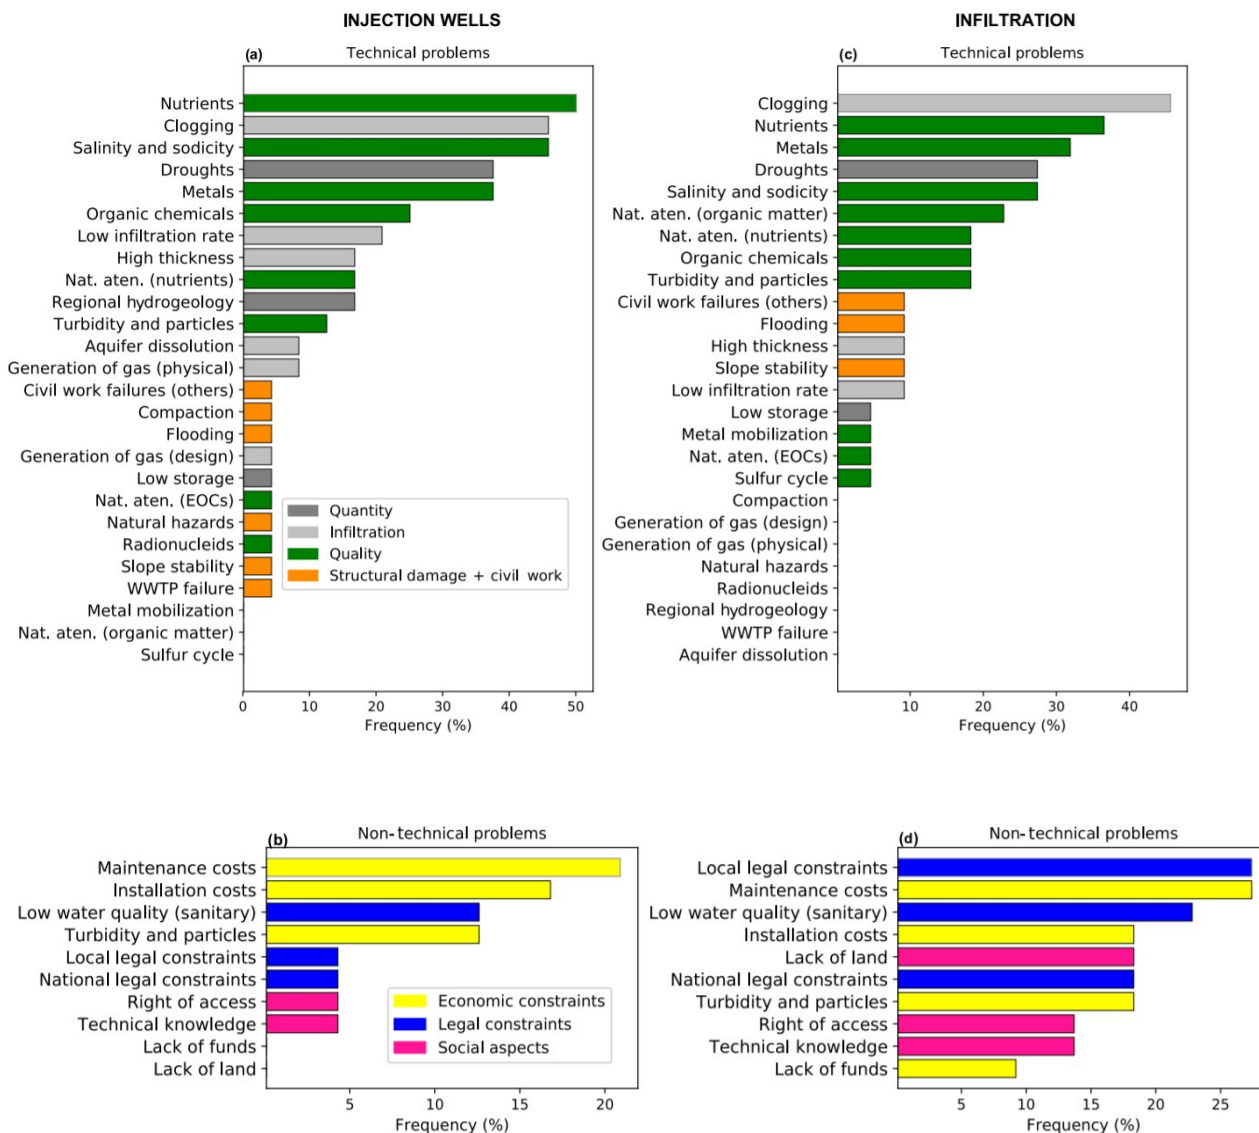 INJECTION WELLS
(a)
Technical problems
Nutrients
Clogging
Salinity and sodicity
Droughts
Metals
Organic chemicals
Low infiltration rate
High thickness
Nat. aten. (nutrients)
Regional hydrogeology
Turbidity and particles
Aquifer dissolution
Generation of gas (physical)
Civil work failures (others)
Compaction
Flooding
Generation of gas (design)
Low storage
Nat. aten. (EOCs)
Natural hazards
Radionucleids
Slope stability
WWTP failure
Metal mobilization
Nat. aten. (organic matter)
Sulfur cycle
Quantity
Infiltration
Quality
Structural damage + civil work
0 10 20 30 40 50
Frequency (%)
INFILTRATION
(c)
Technical problems
Clogging
Nutrients
Metals
Droughts
Salinity and sodicity
Nat. aten. (organic matter)
Nat. aten. (nutrients)
Organic chemicals
Turbidity and particles
Civil work failures (others)
Flooding
High thickness
Slope stability
Low infiltration rate
Low storage
Metal mobilization
Nat. aten. (EOCs)
Sulfur cycle
Compaction
Generation of gas (design)
Generation of gas (physical)
Natural hazards
Radionucleids
Regional hydrogeology
WWTP failure
Aquifer dissolution
10 20 30 40
Frequency (%)
(b)
Non-technical problems
Maintenance costs
Installation costs
Low water quality (sanitary)
Turbidity and particles
Local legal constraints
National legal constraints
Right of access
Technical knowledge
Lack of funds
Lack of land
Economic constraints
Legal constraints
Social aspects
5 10 15 20
Frequency (%)
(d)
Non-technical problems
Local legal constraints
Maintenance costs
Low water quality (sanitary)
Installation costs
Lack of land
National legal constraints
Turbidity and particles
Right of access
Technical knowledge
Lack of funds
5 10 15 20 25
Frequency (%)